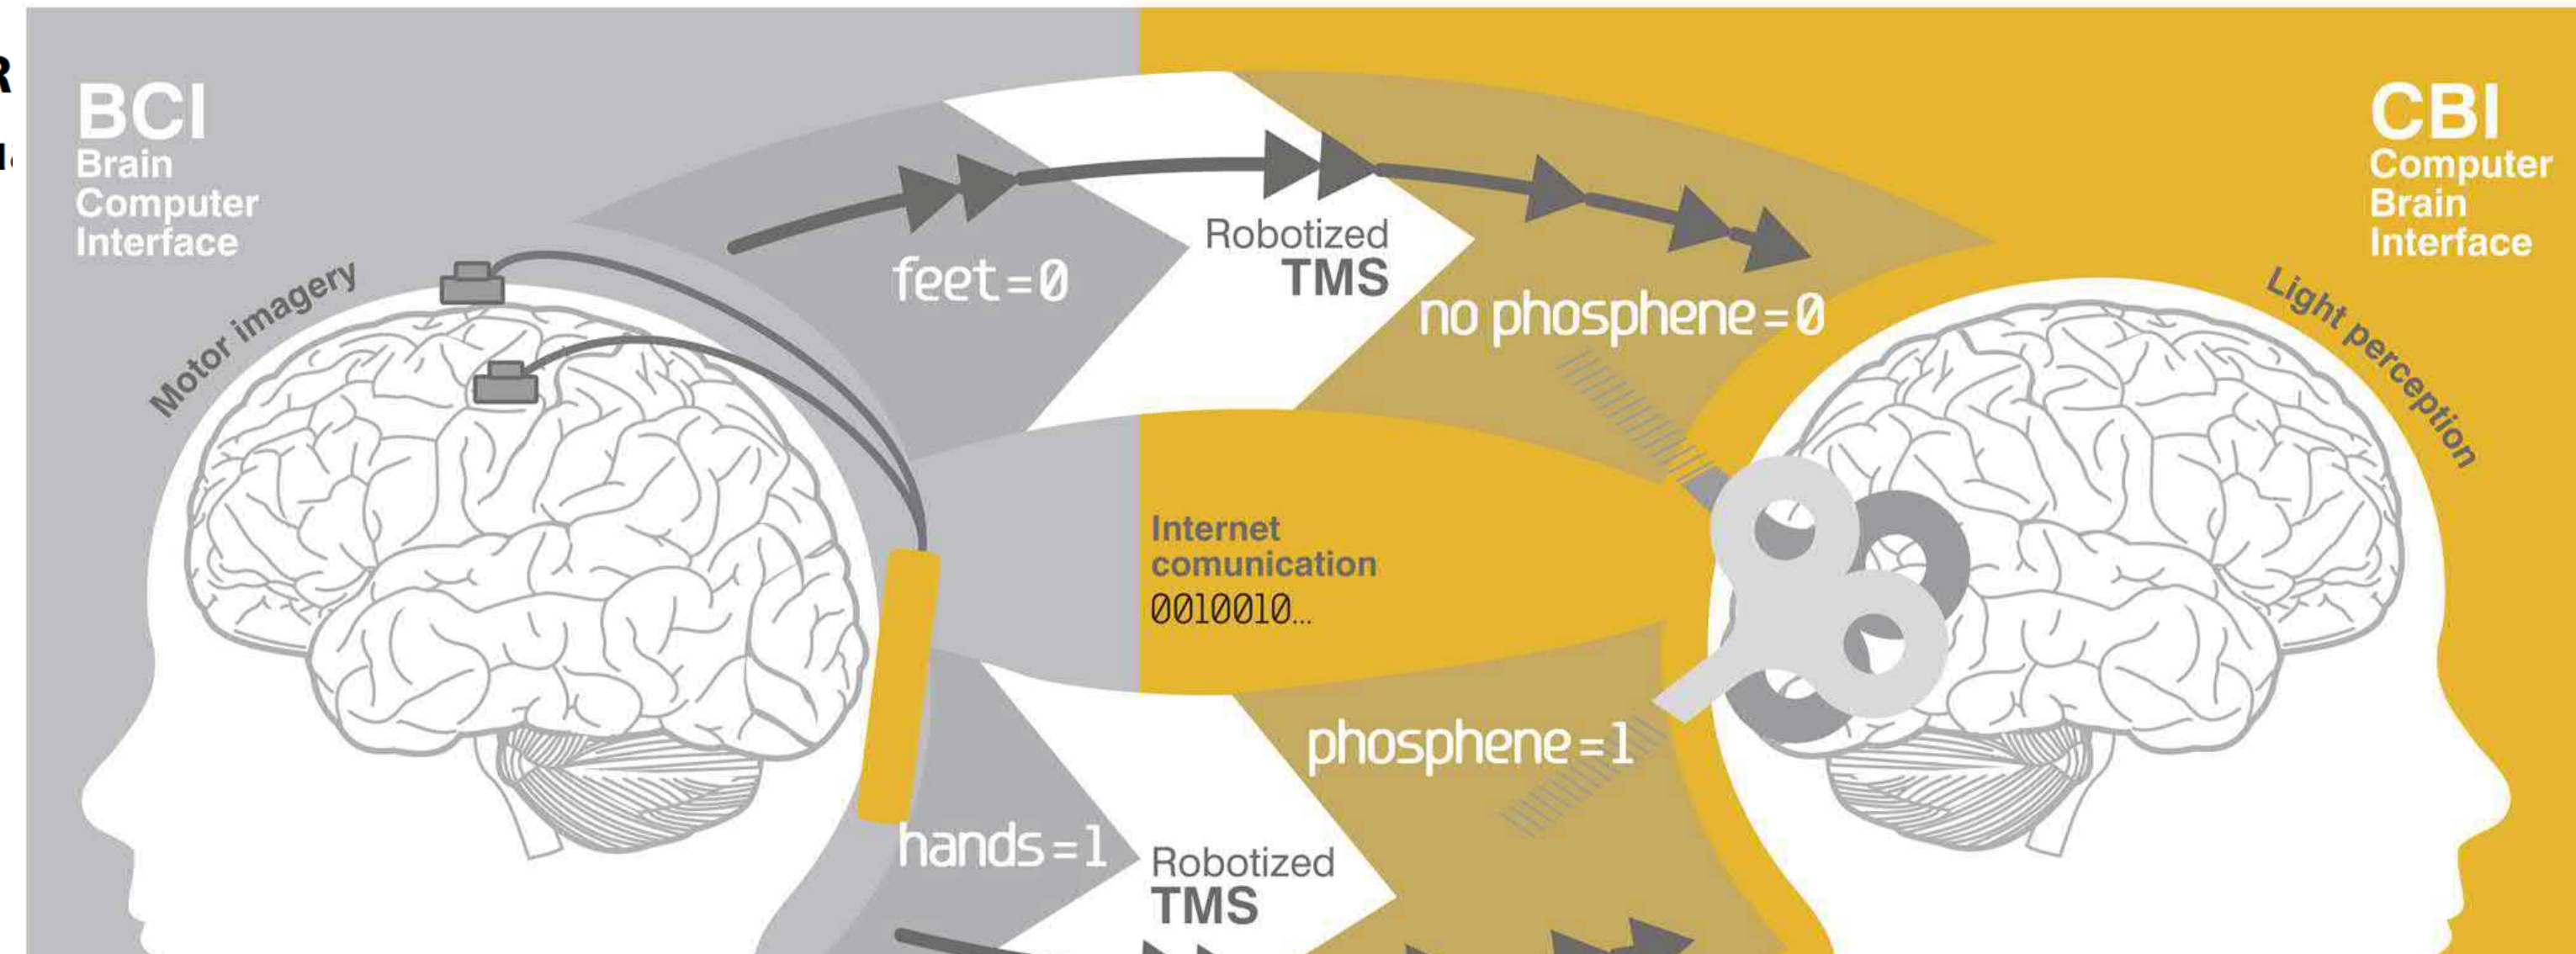 BCI
Brain
Computer
Interface
Motor imagery
feet=0
Robotized
TMS
no phosphene=0
CBI
Computer
Brain
Interface
Light perception
Internet
comunication
0010010...
phosphene=1
hands=1
Robotized
TMS